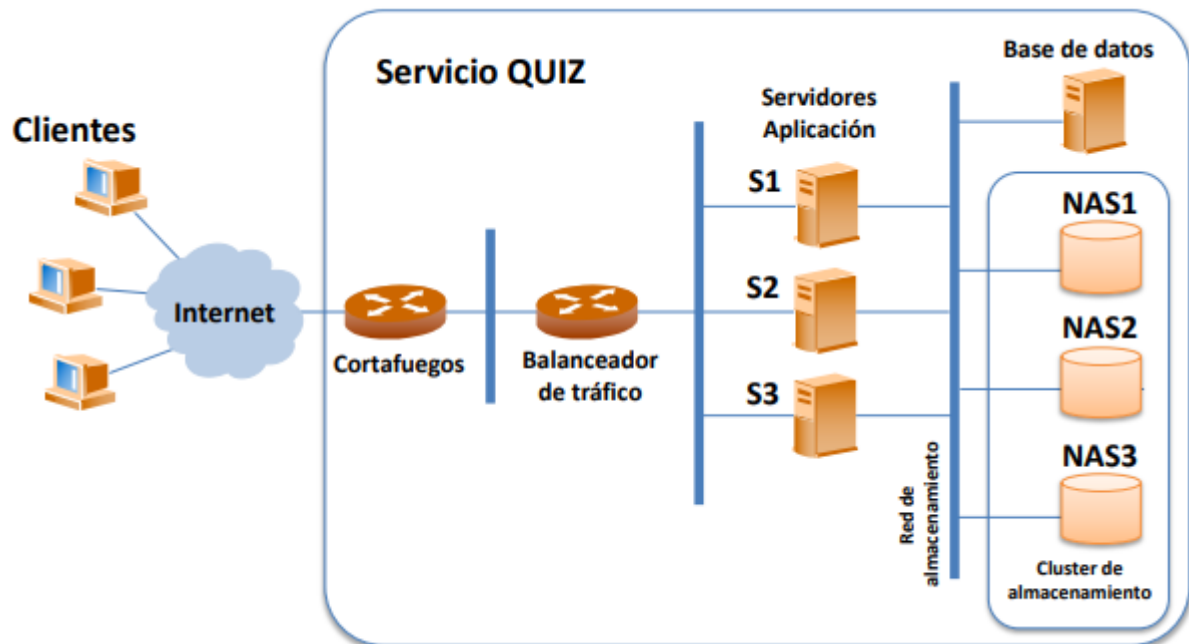 Servicio QUIZ
Base de datos
Clientes
Servidores
Aplicación
S1
NAS1
Internet
S2
NAS2
Cortafuegos
Balanceador
de tráfico
S3
NAS3
Red de
almacenamiento
Cluster de
almacenamiento